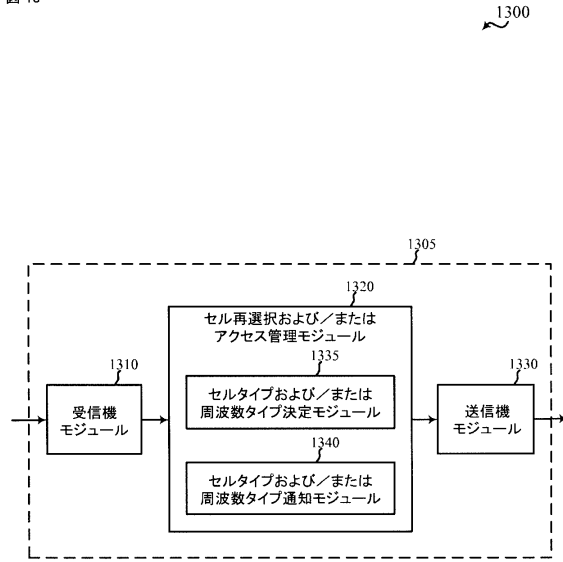 1300
1305
1320
セル再選択および／または
アクセス管理モジュール
1335
セルタイプおよび／または
周波数タイプ決定モジュール
1310
受信機
モジュール
1330
送信機
モジュール
1340
セルタイプおよび／または
周波数タイプ通知モジュール